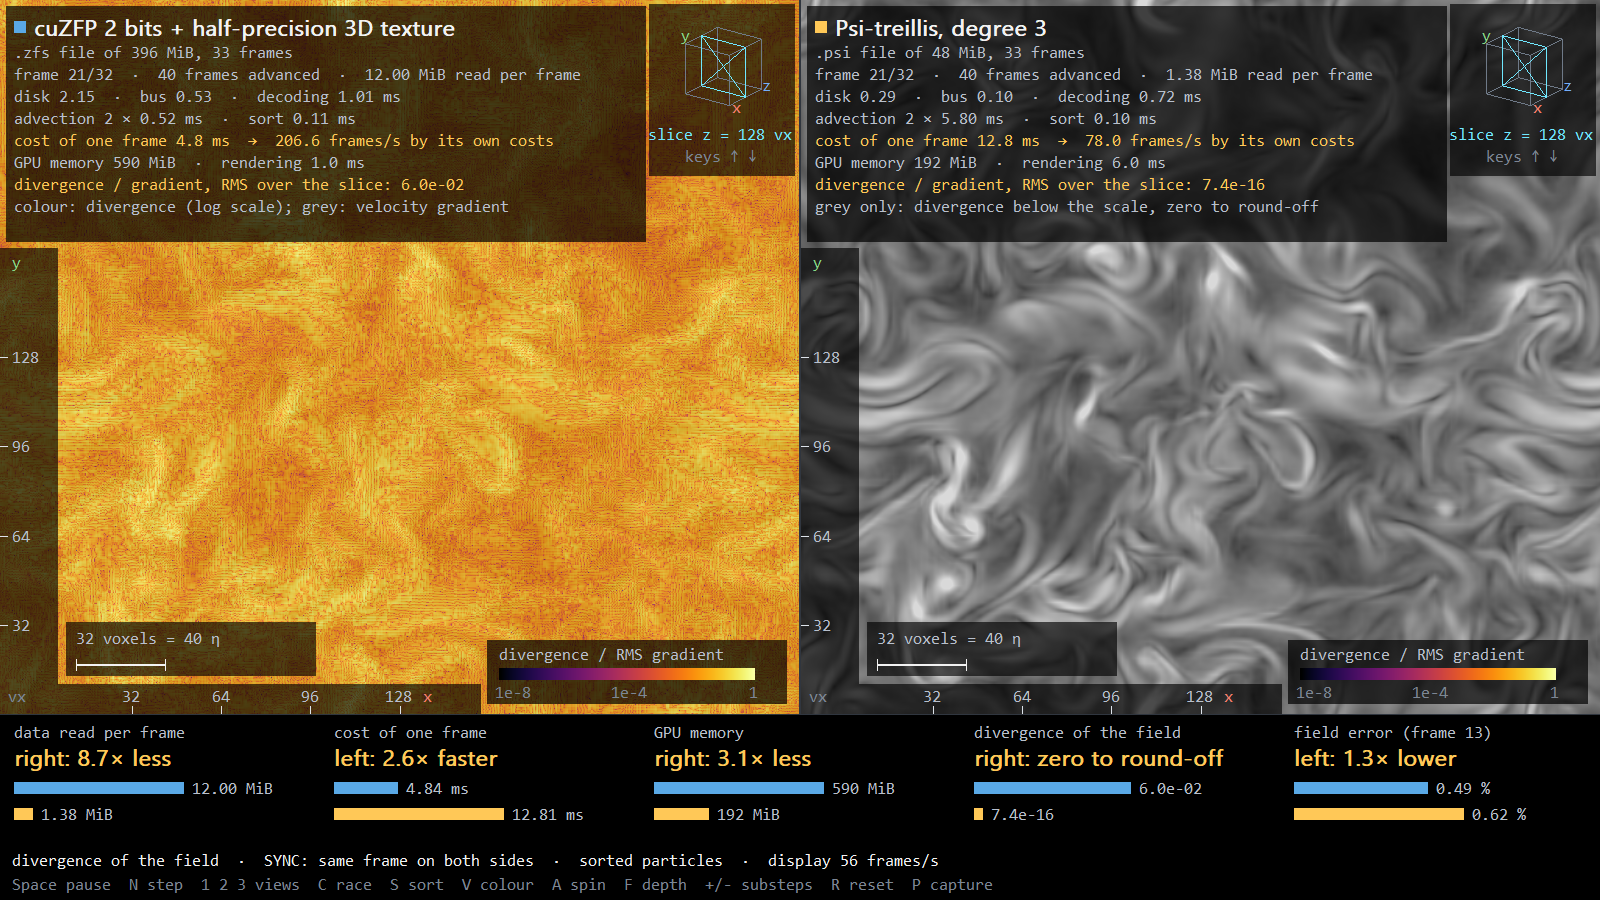 cuZFP 2 bits + half-precision 3D texture
.zfs file of 396 MiB, 33 frames
frame 21/32 · 40 frames advanced · 12.00 MiB read per frame
disk 2.15 · bus 0.53 · decoding 1.01 ms
advection 2 × 0.52 ms · sort 0.11 ms
cost of one frame 4.8 ms → 206.6 frames/s by its own costs
GPU memory 590 MiB · rendering 1.0 ms
divergence / gradient, RMS over the slice: 6.0e-02
colour: divergence (log scale); grey: velocity gradient
y
z
x
slice z = 128 vx
keys ↑ ↓
y
128
96
64
32
32 voxels = 40 η
divergence / RMS gradient
1e-8 1e-4 1
vx 32 64 96 128 x
Psi-treillis, degree 3
.psi file of 48 MiB, 33 frames
frame 21/32 · 40 frames advanced · 1.38 MiB read per frame
disk 0.29 · bus 0.10 · decoding 0.72 ms
advection 2 × 5.80 ms · sort 0.10 ms
cost of one frame 12.8 ms → 78.0 frames/s by its own costs
GPU memory 192 MiB · rendering 6.0 ms
divergence / gradient, RMS over the slice: 7.4e-16
grey only: divergence below the scale, zero to round-off
y
z
x
slice z = 128 vx
keys ↑ ↓
y
128
96
64
32
32 voxels = 40 η
divergence / RMS gradient
1e-8 1e-4 1
vx 32 64 96 128 x
data read per frame
right: 8.7× less
12.00 MiB
1.38 MiB
cost of one frame
left: 2.6× faster
4.84 ms
12.81 ms
GPU memory
right: 3.1× less
590 MiB
192 MiB
divergence of the field
right: zero to round-off
6.0e-02
7.4e-16
field error (frame 13)
left: 1.3× lower
0.49 %
0.62 %
divergence of the field · SYNC: same frame on both sides · sorted particles · display 56 frames/s
Space pause N step 1 2 3 views C race S sort V colour A spin F depth +/- substeps R reset P capture